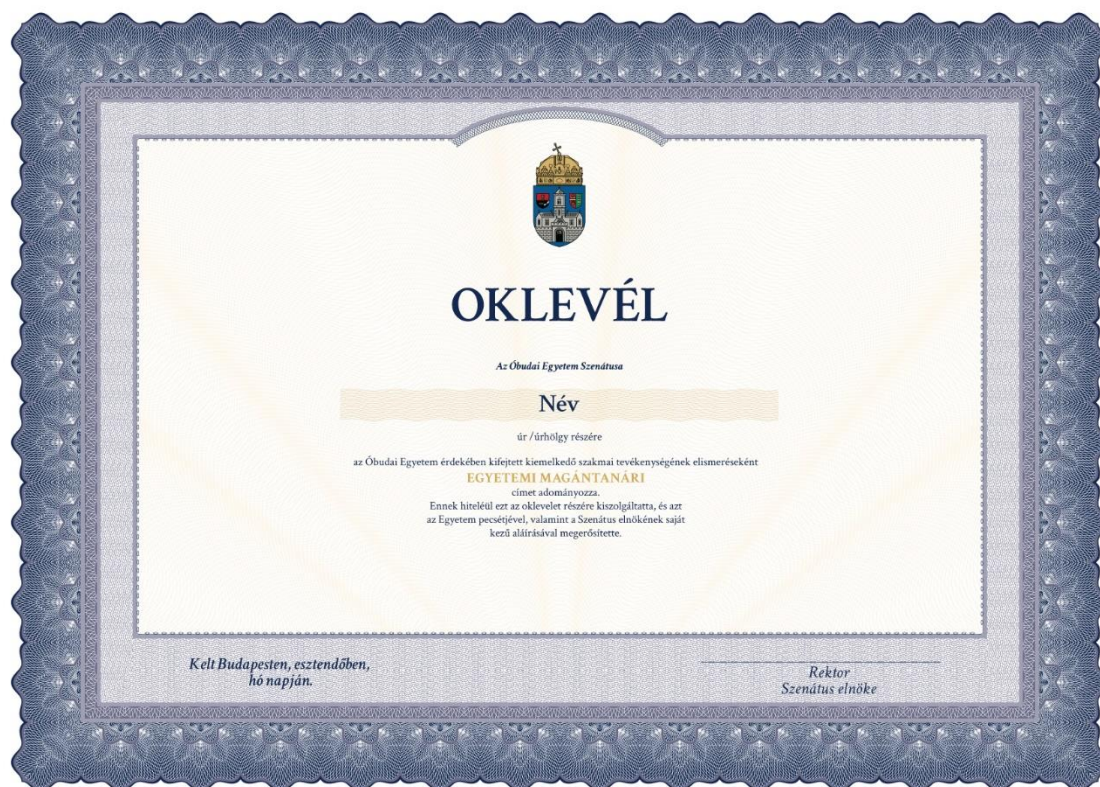 OKLEVÉL
Az Óbudai Egyetem Szenátusa
Név
úr /úrhölgy részére
az Óbudai Egyetem érdekében kifejtett kiemelkedő szakmai tevékenységének elismeréseként
EGYETEMI MAGÁNTANÁRI
címet adományozza.
Ennek hiteléül ezt az oklevelet részére kiszolgáltatta, és azt
az Egyetem pecsétjével, valamint a Szenátus elnökének saját
kezű aláírásával megerősítette.
Kelt Budapesten, esztendőben,
hó napján.
Rektor
Szenátus elnöke